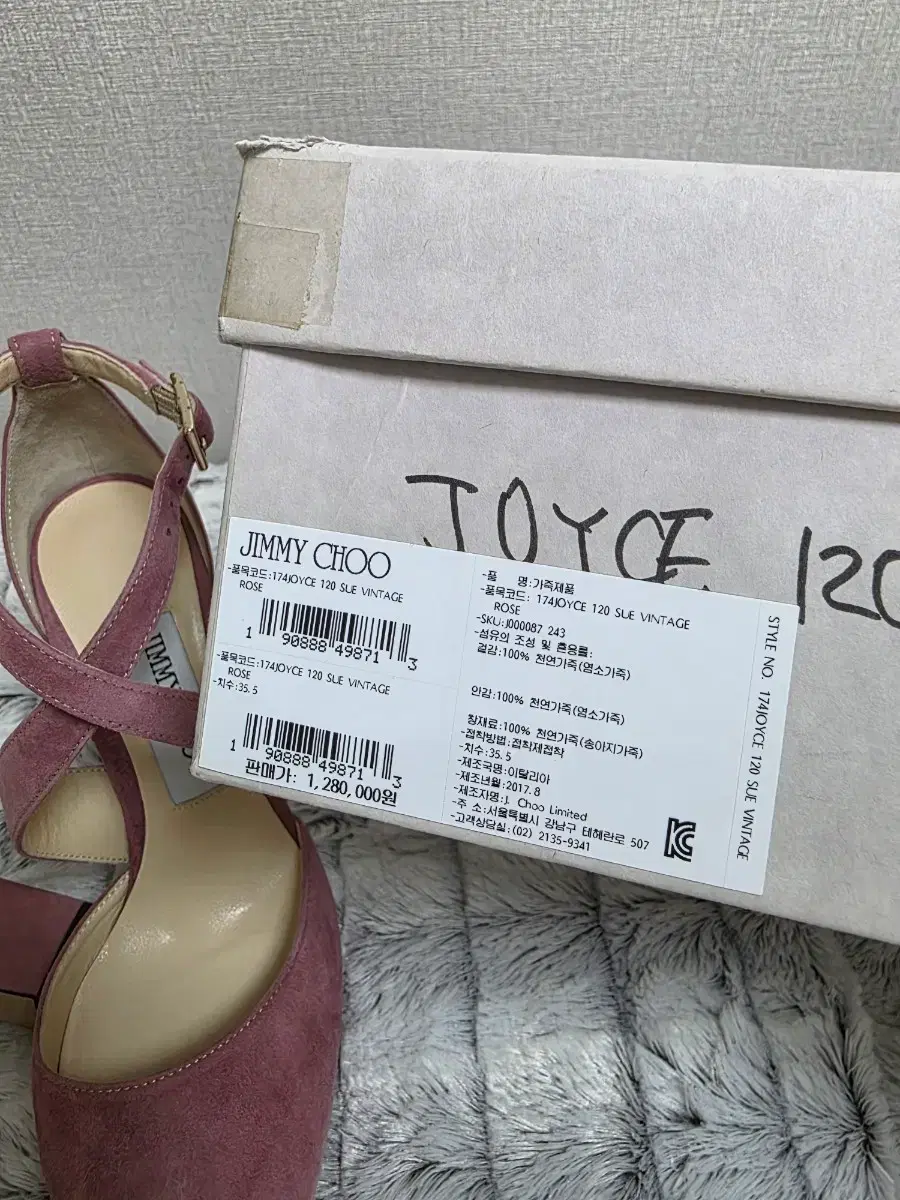 JOYCE 120
JIMMY CHOO
-품목코드:174JOYCE 120 SUE VINTAGE
ROSE
1 90888 49871 3
-품목코드:174JOYCE 120 SUE VINTAGE
ROSE
-치수:35.5
1 90888 49871 3
판매가: 1,280,000원
-품 명:가죽제품
-품목코드: 174JOYCE 120 SUE VINTAGE
ROSE
-SKU:J000087 243
-섬유의 조성 및 혼용률:
겉감:100% 천연가죽(염소가죽)
안감:100% 천연가죽(염소가죽)
창재료:100% 천연가죽(송아지가죽)
-접착방법:접착제접착
-치수:35.5
-제조국명:이탈리아
-제조년월:2017.8
-제조자명:J. Choo Limited
-주 소:서울특별시 강남구 테헤란로 507
-고객상담실:(02) 2135-9341
STYLE NO. 174JOYCE 120 SUE VINTAGE
JIMMY